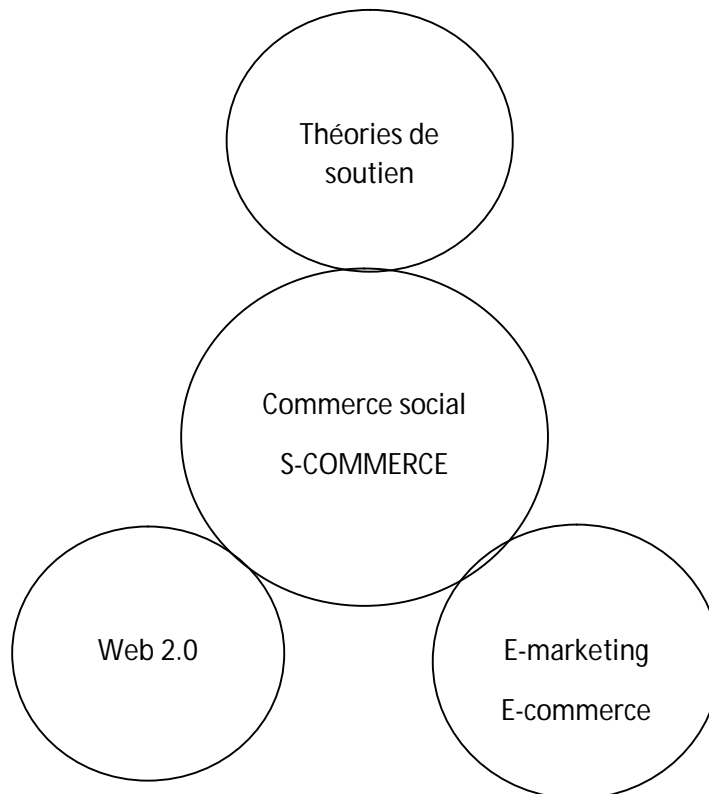 Théories de
soutien
Commerce social
S-COMMERCE
Web 2.0
E-marketing
E-commerce